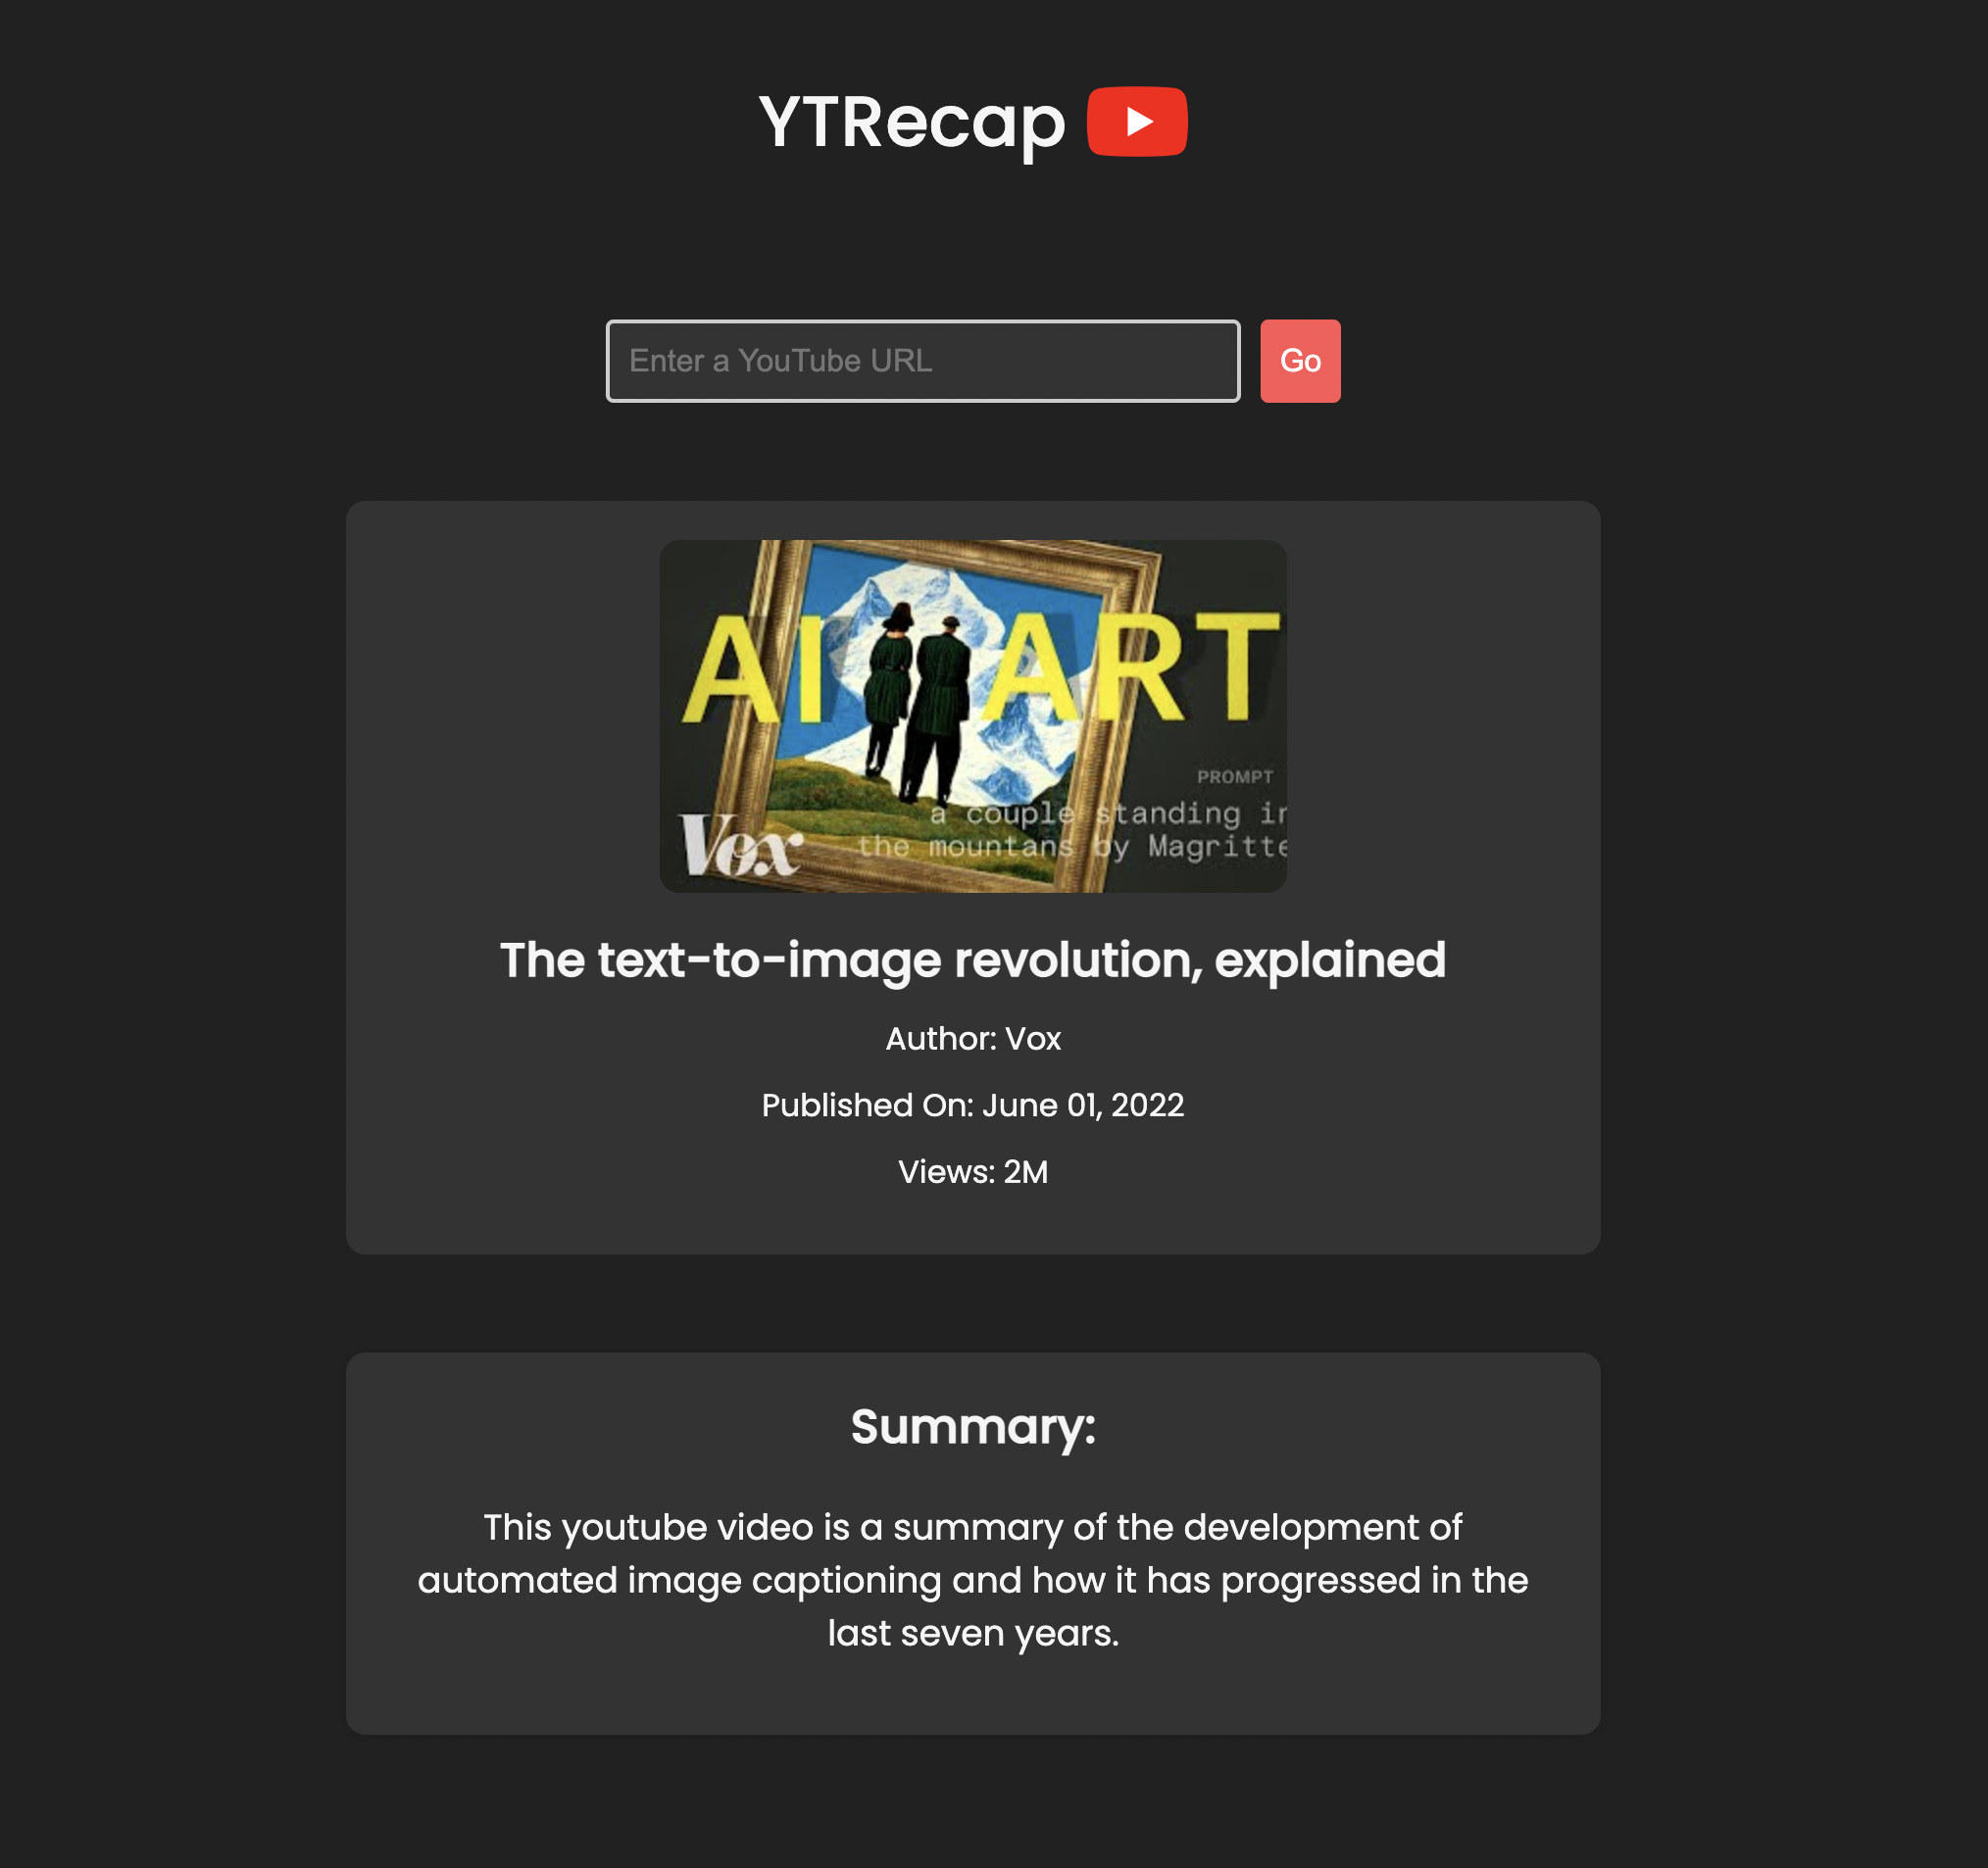 YTRecap
Enter a YouTube URL
Go
AI ART
PROMPT
a couple standing in
the mountans by Magritte
Vox
The text-to-image revolution, explained
Author: Vox
Published On: June 01, 2022
Views: 2M
Summary:
This youtube video is a summary of the development of
automated image captioning and how it has progressed in the
last seven years.